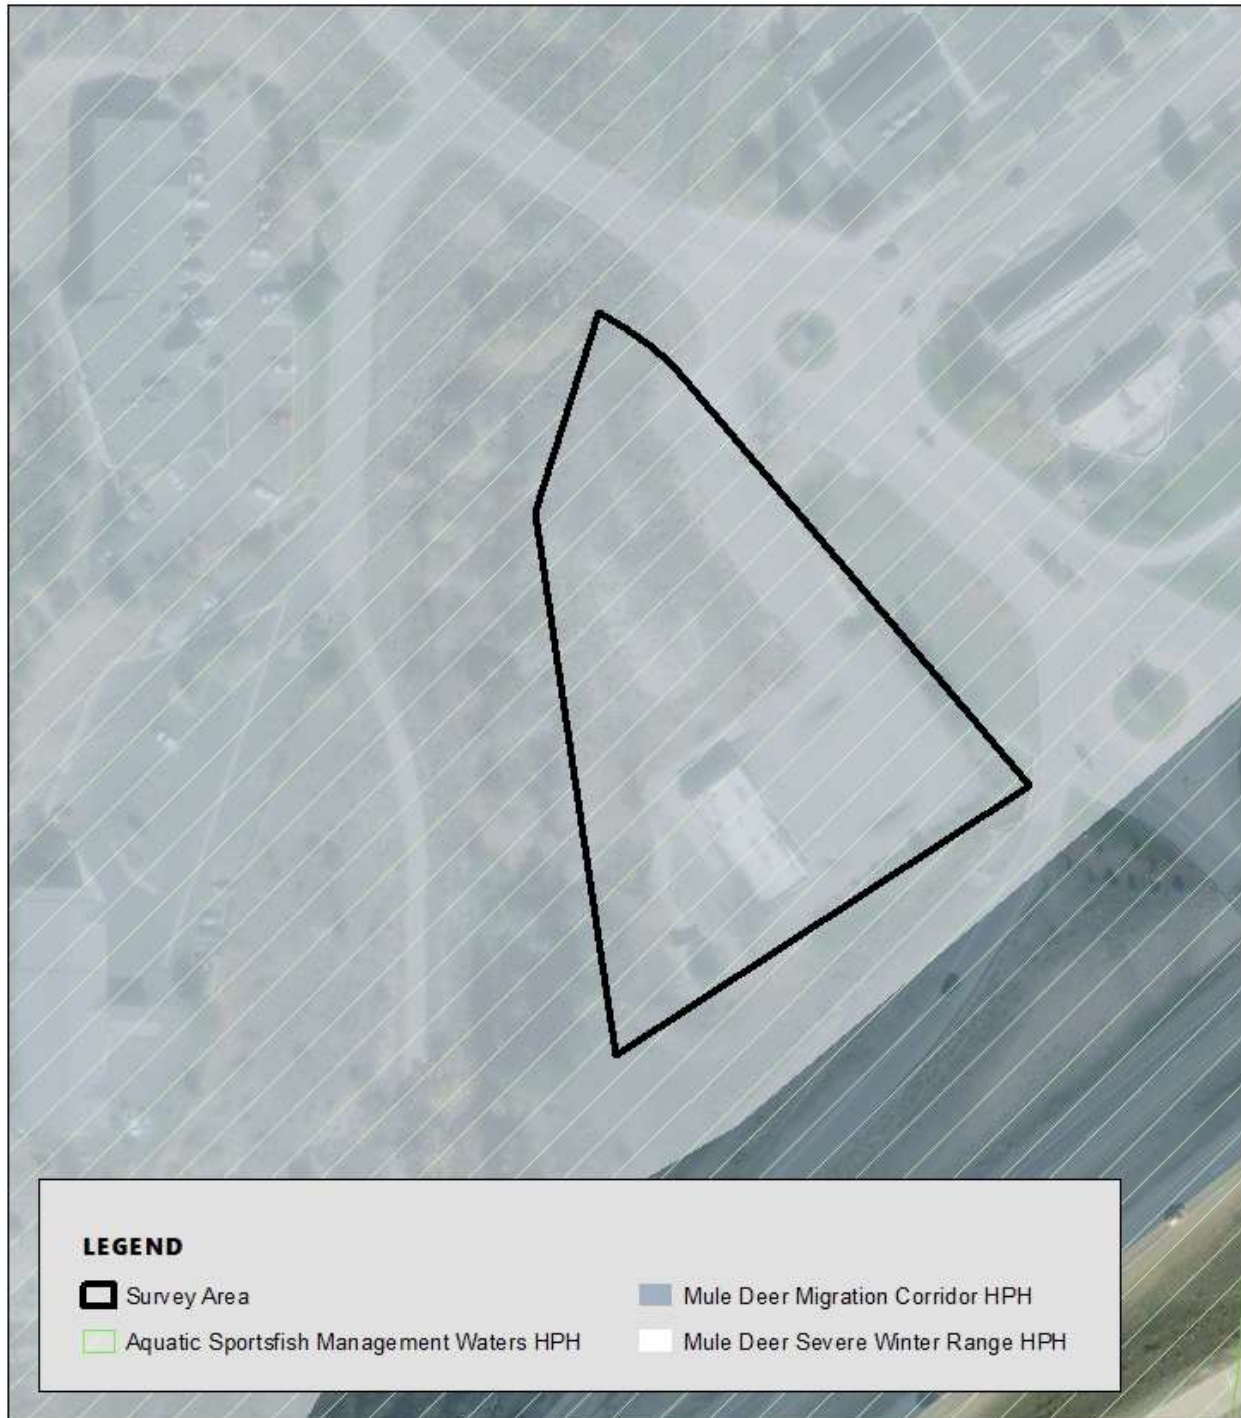 LEGEND
Survey Area
Aquatic Sportsfish Management Waters HPH
Mule Deer Migration Corridor HPH
Mule Deer Severe Winter Range HPH